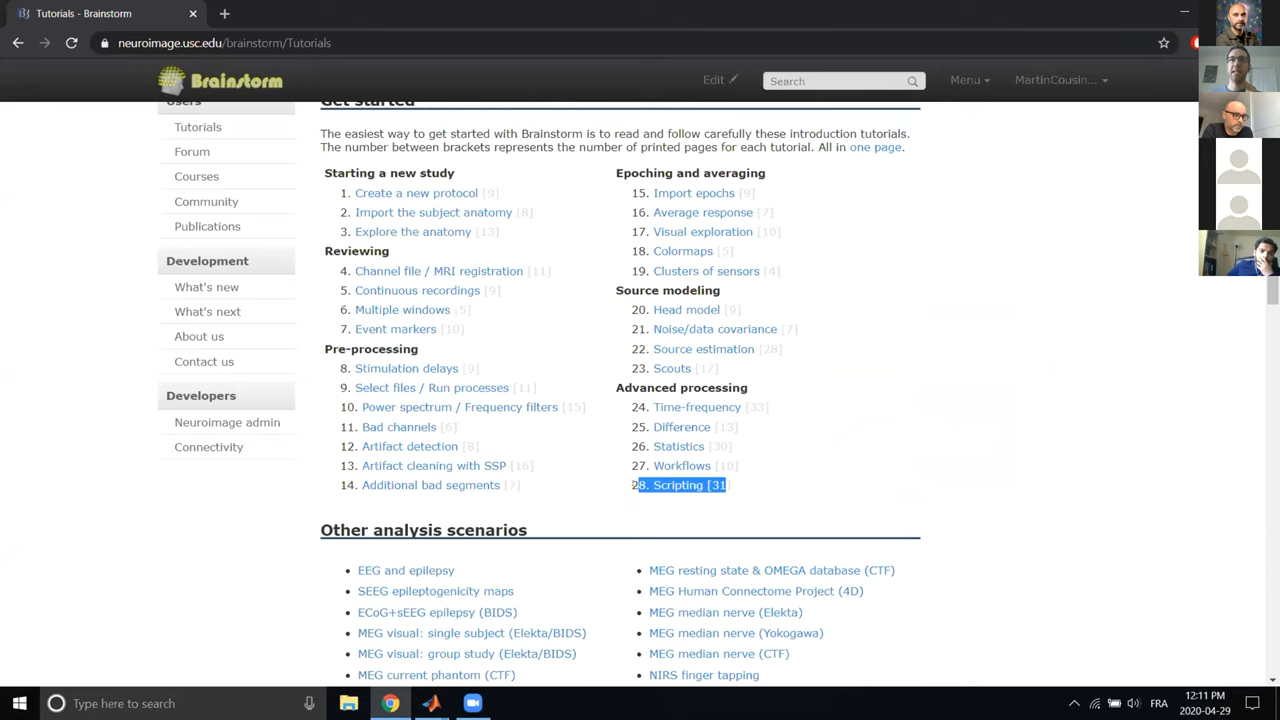 Tutorials - Brainstorm
neuroimage.usc.edu/brainstorm/Tutorials
Brainstorm
Edit
Search
Menu
MartinCousin...
Users
Tutorials
Forum
Courses
Community
Publications
Development
What's new
What's next
About us
Contact us
Developers
Neuroimage admin
Connectivity
Get started
The easiest way to get started with Brainstorm is to read and follow carefully these introduction tutorials.
The number between brackets represents the number of printed pages for each tutorial. All in one page.
Starting a new study
1. Create a new protocol [9]
2. Import the subject anatomy [8]
3. Explore the anatomy [13]
Reviewing
4. Channel file / MRI registration [11]
5. Continuous recordings [9]
6. Multiple windows [5]
7. Event markers [10]
Pre-processing
8. Stimulation delays [9]
9. Select files / Run processes [11]
10. Power spectrum / Frequency filters [15]
11. Bad channels [6]
12. Artifact detection [8]
13. Artifact cleaning with SSP [16]
14. Additional bad segments [7]
Epoching and averaging
15. Import epochs [9]
16. Average response [7]
17. Visual exploration [10]
18. Colormaps [5]
19. Clusters of sensors [4]
Source modeling
20. Head model [9]
21. Noise/data covariance [7]
22. Source estimation [28]
23. Scouts [17]
Advanced processing
24. Time-frequency [33]
25. Difference [13]
26. Statistics [30]
27. Workflows [10]
28. Scripting [31]
Other analysis scenarios
• EEG and epilepsy
• SEEG epileptogenicity maps
• ECoG+sEEG epilepsy (BIDS)
• MEG visual: single subject (Elekta/BIDS)
• MEG visual: group study (Elekta/BIDS)
• MEG current phantom (CTF)
• MEG resting state & OMEGA database (CTF)
• MEG Human Connectome Project (4D)
• MEG median nerve (Elekta)
• MEG median nerve (Yokogawa)
• MEG median nerve (CTF)
• NIRS finger tapping
Type here to search
FRA
12:11 PM
2020-04-29